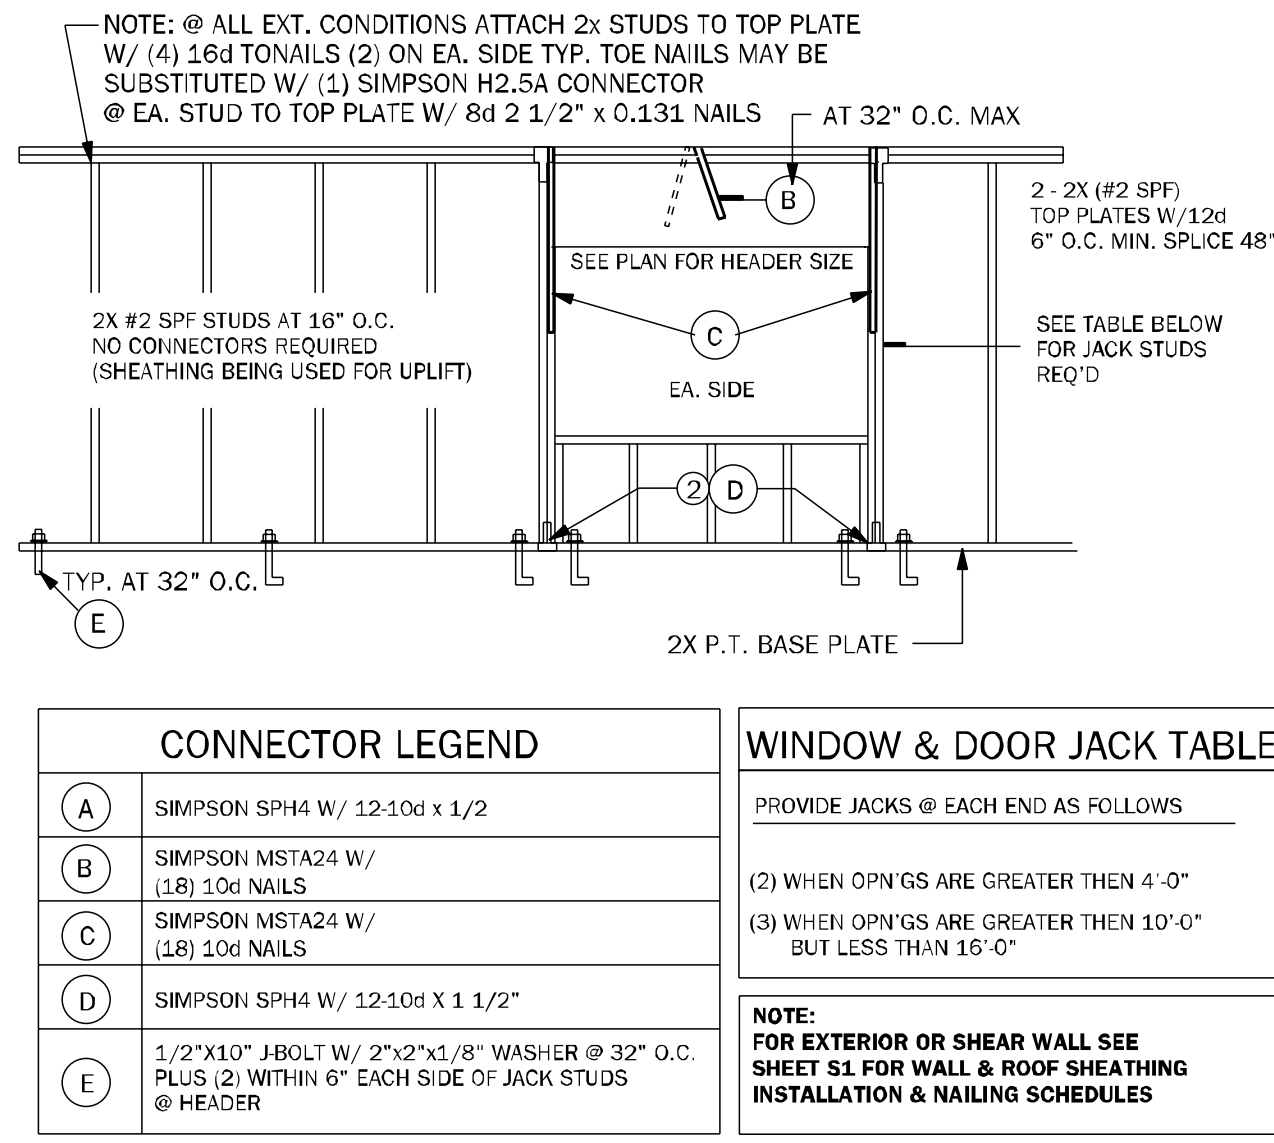 NOTE: @ ALL EXT. CONDITIONS ATTACH 2x STUDS TO TOP PLATE
W/ (4) 16d TONAILS (2) ON EA. SIDE TYP. TOE NAIILS MAY BE
SUBSTITUTED W/ (1) SIMPSON H2.5A CONNECTOR
@ EA. STUD TO TOP PLATE W/ 8d 2 1/2" x 0.131 NAILS
AT 32" O.C. MAX
B
2 - 2X (#2 SPF)
TOP PLATES W/12d
6" O.C. MIN. SPLICE 48"
SEE PLAN FOR HEADER SIZE
2X #2 SPF STUDS AT 16" O.C.
NO CONNECTORS REQUIRED
(SHEATHING BEING USED FOR UPLIFT)
C
EA. SIDE
SEE TABLE BELOW
FOR JACK STUDS
REQ'D
2 D
TYP. AT 32" O.C.
E
2X P.T. BASE PLATE
CONNECTOR LEGEND
A SIMPSON SPH4 W/ 12-10d x 1/2
B SIMPSON MSTA24 W/
(18) 10d NAILS
C SIMPSON MSTA24 W/
(18) 10d NAILS
D SIMPSON SPH4 W/ 12-10d X 1 1/2"
E 1/2"X10" J-BOLT W/ 2"x2"x1/8" WASHER @ 32" O.C.
PLUS (2) WITHIN 6" EACH SIDE OF JACK STUDS
@ HEADER
WINDOW & DOOR JACK TABLE
PROVIDE JACKS @ EACH END AS FOLLOWS
(2) WHEN OPN'GS ARE GREATER THEN 4'-0"
(3) WHEN OPN'GS ARE GREATER THEN 10'-0"
BUT LESS THAN 16'-0"
NOTE:
FOR EXTERIOR OR SHEAR WALL SEE
SHEET S1 FOR WALL & ROOF SHEATHING
INSTALLATION & NAILING SCHEDULES